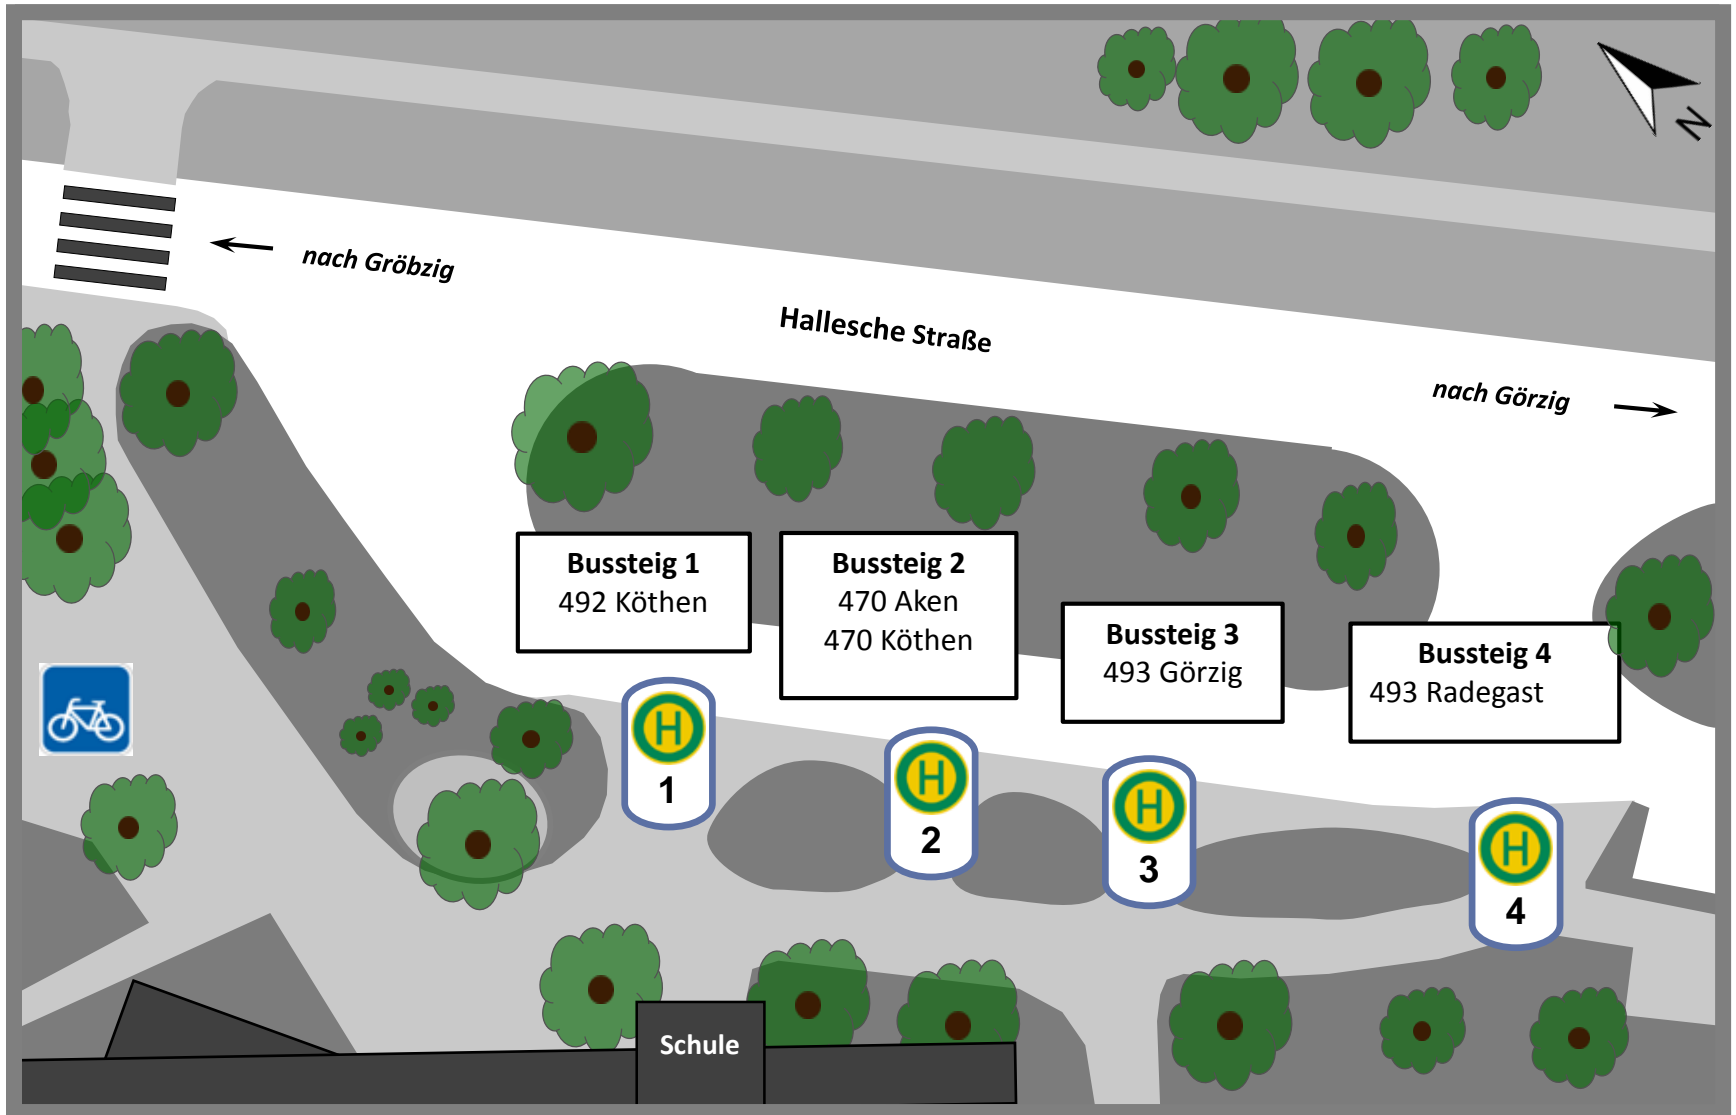 N
nach Gröbzig
Hallesche Straße
nach Görzig
Bussteig 1
492 Köthen
Bussteig 2
470 Aken
470 Köthen
Bussteig 3
493 Görzig
Bussteig 4
493 Radegast
H
1
H
2
H
3
H
4
Schule